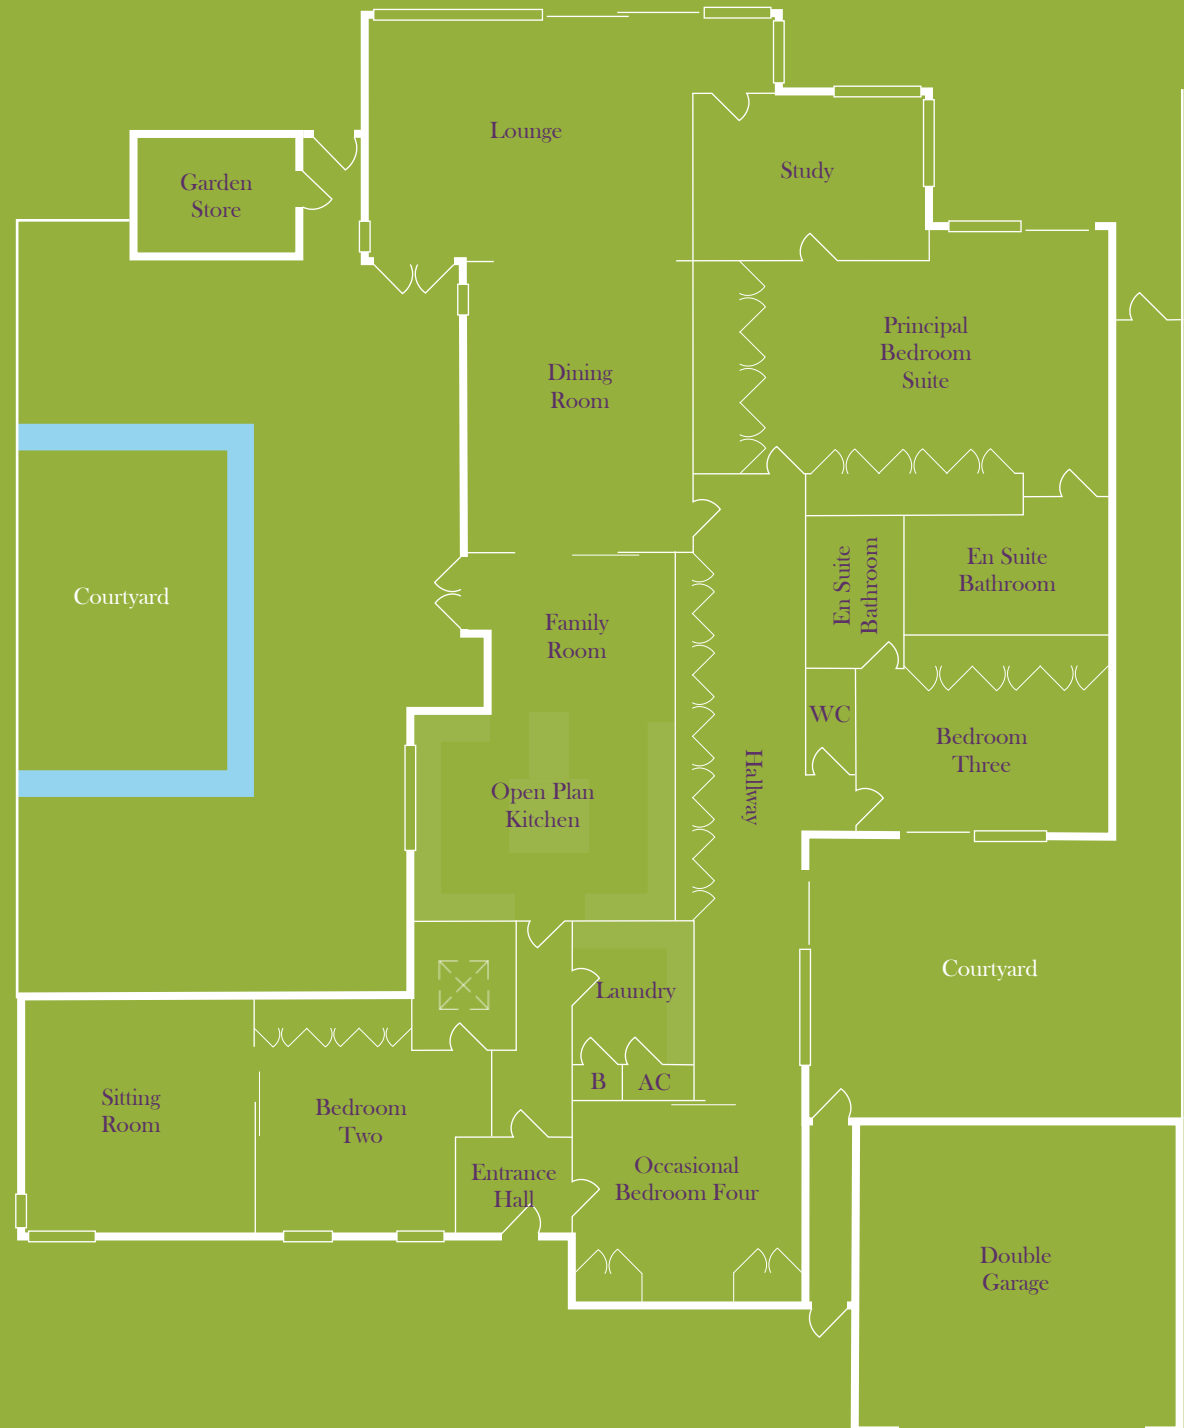 Lounge
Study
Garden
Store
Principal
Bedroom
Suite
Dining
Room
En Suite
Bathroom
En Suite
Bathroom
Courtyard
Family
Room
WC
Bedroom
Three
Hallway
Open Plan
Kitchen
Courtyard
Laundry
B
AC
Sitting
Room
Bedroom
Two
Entrance
Hall
Occasional
Bedroom Four
Double
Garage